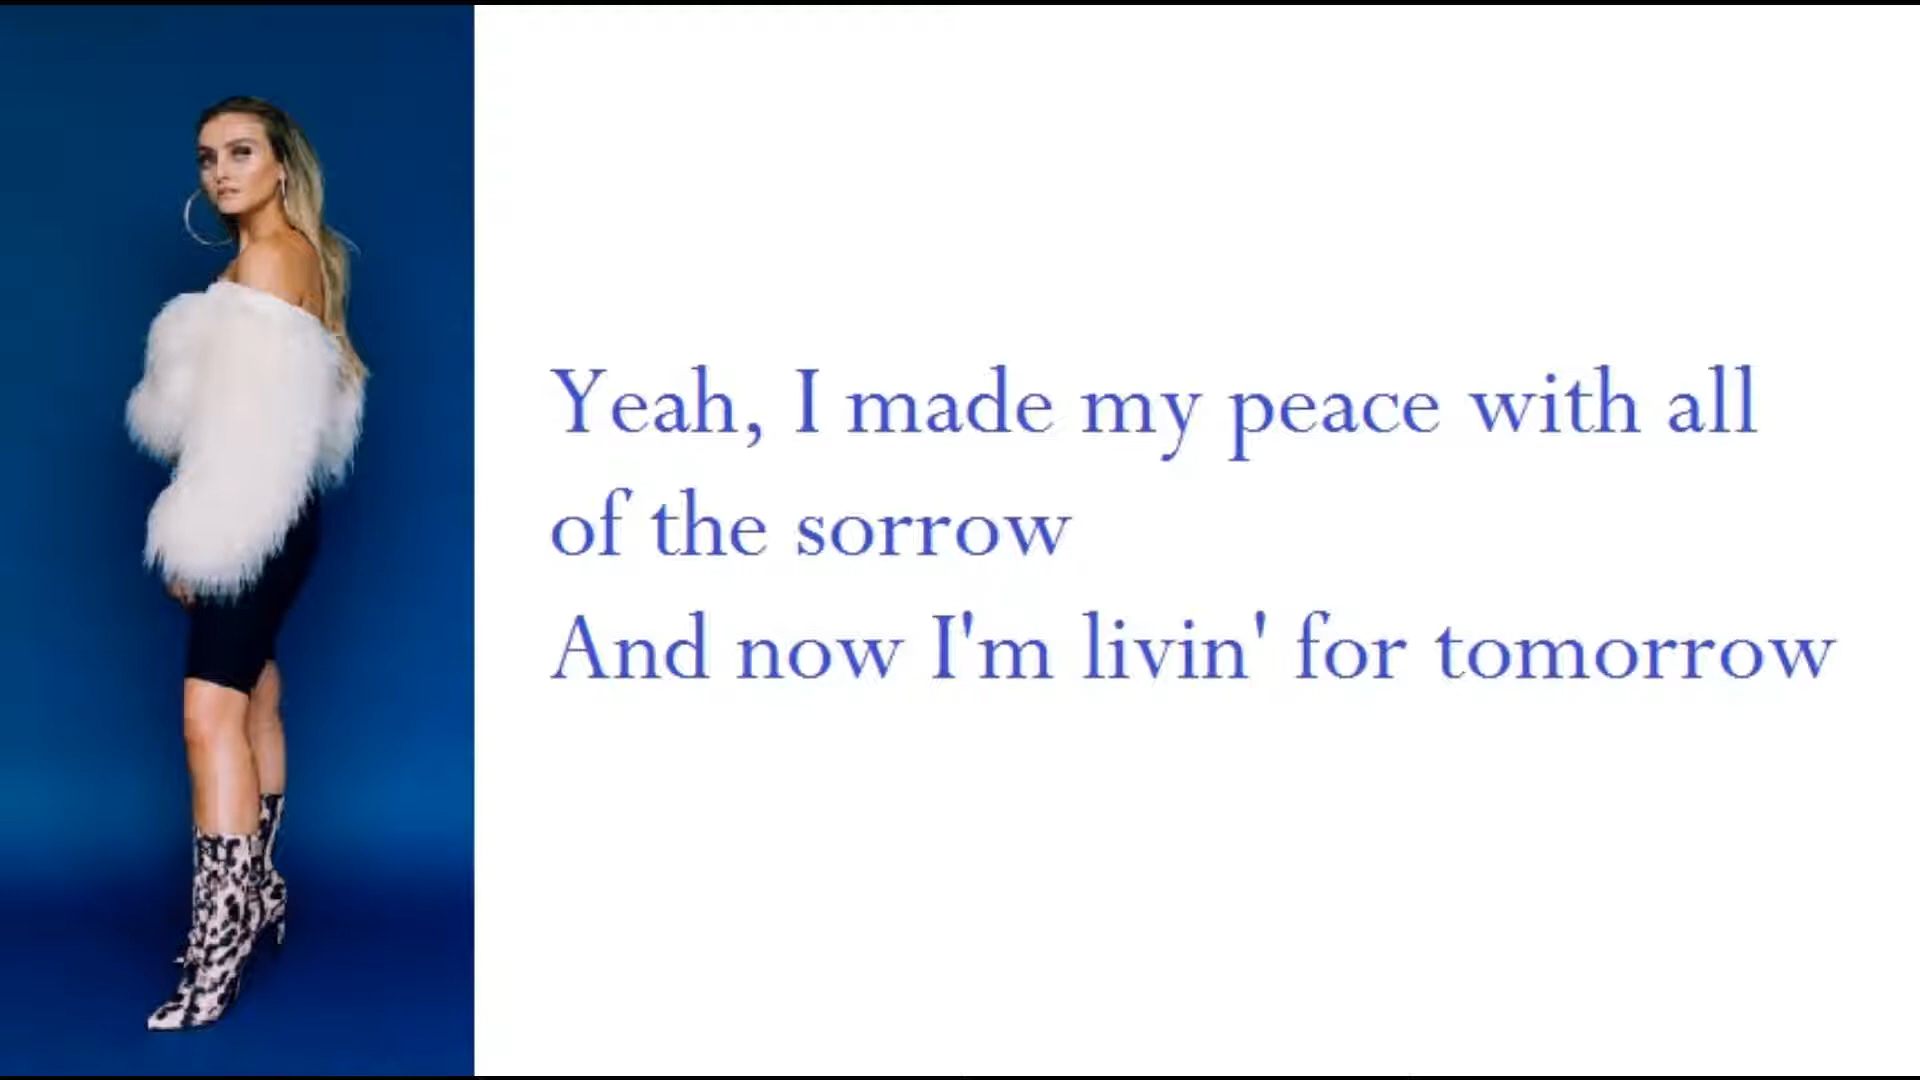 Yeah, I made my peace with all
of the sorrow
And now I'm livin' for tomorrow